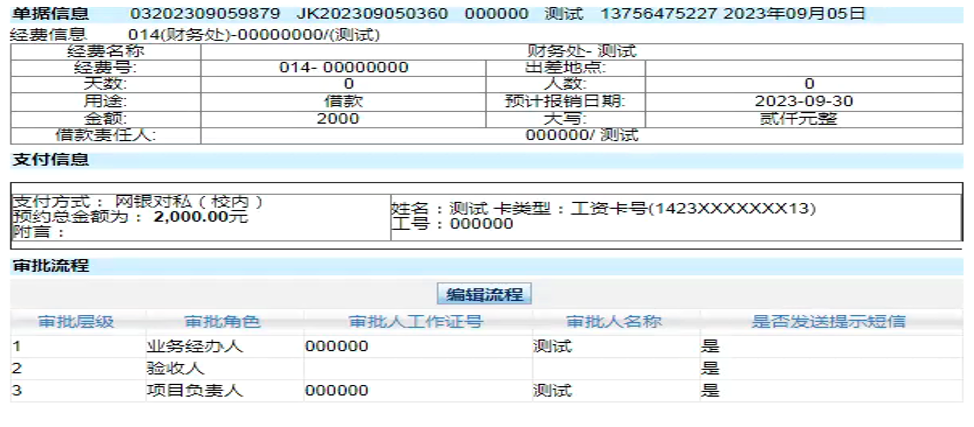 单据信息 03202309059879 JK202309050360 000000 测试 13756475227 2023年09月05日
经费信息 014(财务处)-00000000/(测试)
经费名称 财务处- 测试
经费号: 014- 00000000 出差地点:
天数: 0 人数: 0
用途: 借款 预计报销日期: 2023-09-30
金额: 2000 大写: 贰仟元整
借款责任人: 000000/ 测试
支付信息
支付方式： 网银对私（校内）
预约总金额为： 2,000.00元
附言：
姓名：测试 卡类型：工资卡号(1423XXXXXXX13)
工号：000000
审批流程
编辑流程
审批层级 审批角色 审批人工作证号 审批人名称 是否发送提示短信
1 业务经办人 000000 测试 是
2 验收人 是
3 项目负责人 000000 测试 是